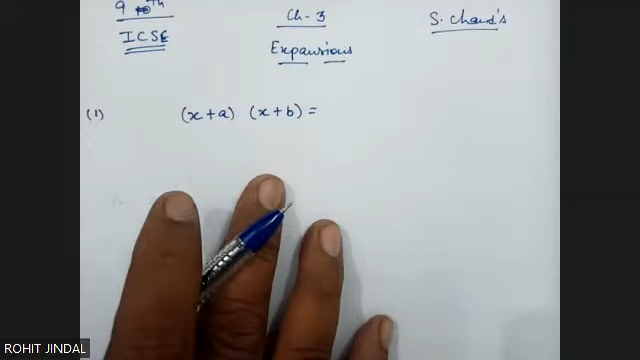 9th
Ch-3
S. Chand's
ICSE
Expansions
(1) (x+a) (x+b) =
ROHIT JINDAL